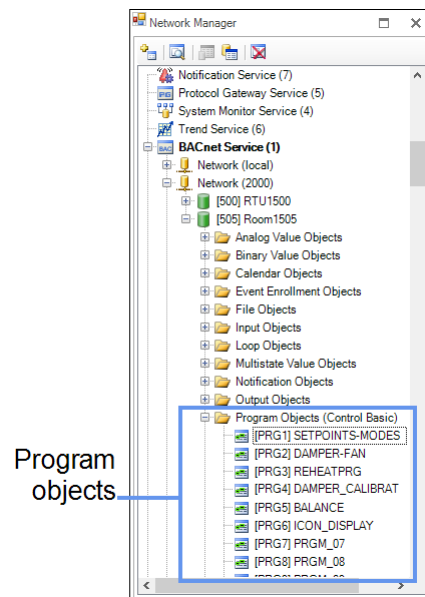 Network Manager
Notification Service (7)
Protocol Gateway Service (5)
System Monitor Service (4)
Trend Service (6)
BACnet Service (1)
Network (local)
Network (2000)
[500] RTU1500
[505] Room1505
Analog Value Objects
Binary Value Objects
Calendar Objects
Event Enrollment Objects
File Objects
Input Objects
Loop Objects
Multistate Value Objects
Notification Objects
Output Objects
Program Objects (Control Basic)
[PRG1] SETPOINTS-MODES
[PRG2] DAMPER-FAN
[PRG3] REHEATPRG
[PRG4] DAMPER_CALIBRAT
[PRG5] BALANCE
[PRG6] ICON_DISPLAY
[PRG7] PRGM_07
[PRG8] PRGM_08
Program
objects